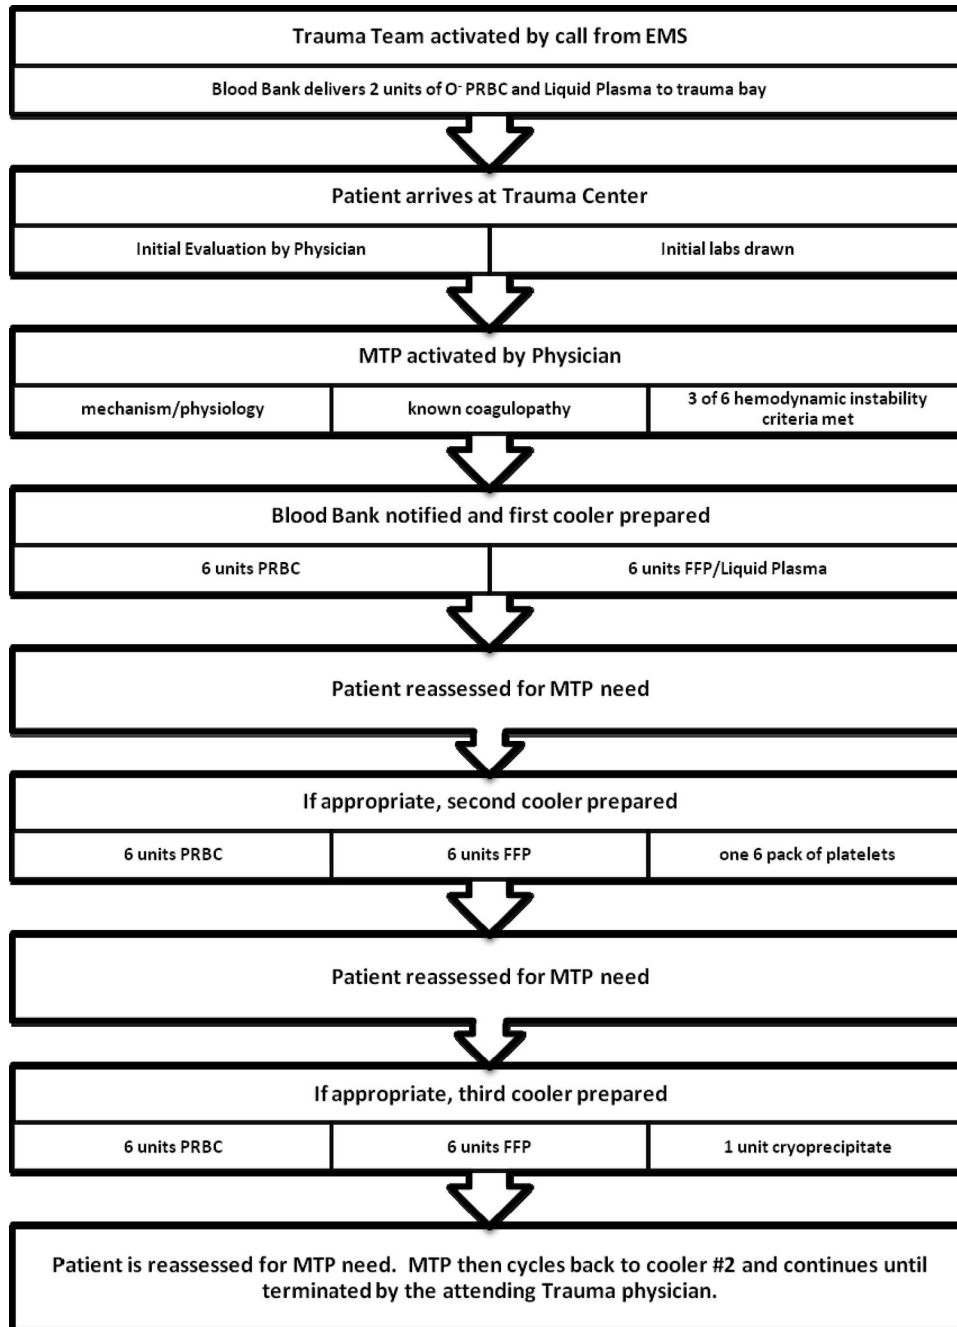 Trauma Team activated by call from EMS
Blood Bank delivers 2 units of O⁻ PRBC and Liquid Plasma to trauma bay
Patient arrives at Trauma Center
Initial Evaluation by Physician
Initial labs drawn
MTP activated by Physician
mechanism/physiology
known coagulopathy
3 of 6 hemodynamic instability
criteria met
Blood Bank notified and first cooler prepared
6 units PRBC
6 units FFP/Liquid Plasma
Patient reassessed for MTP need
If appropriate, second cooler prepared
6 units PRBC
6 units FFP
one 6 pack of platelets
Patient reassessed for MTP need
If appropriate, third cooler prepared
6 units PRBC
6 units FFP
1 unit cryoprecipitate
Patient is reassessed for MTP need.  MTP then cycles back to cooler #2 and continues until
terminated by the attending Trauma physician.